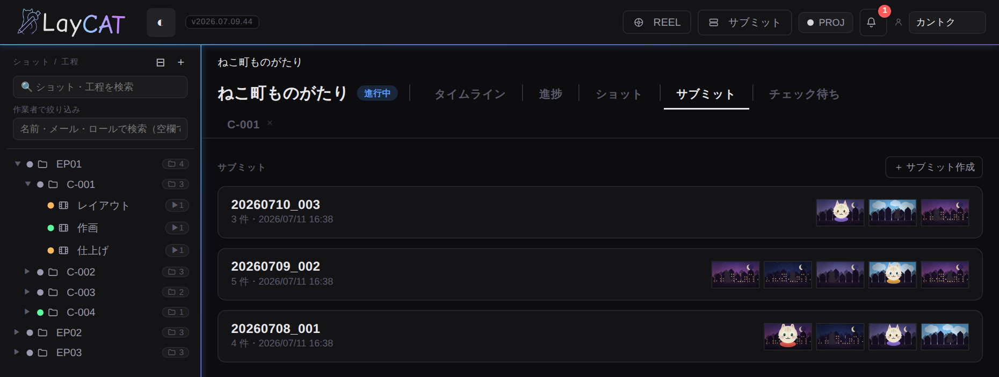 LayCAT
v2026.07.09.44
REEL
サブミット
PROJ
1
カントク
ショット / 工程
ショット・工程を検索
作業者で絞り込み
名前・メール・ロールで検索（空欄で
EP01 4
C-001 3
レイアウト 1
作画 1
仕上げ 1
C-002 3
C-003 2
C-004 1
EP02 3
EP03 3
ねこ町ものがたり
ねこ町ものがたり 進行中
タイムライン
進捗
ショット
サブミット
チェック待ち
C-001 ×
サブミット
+ サブミット作成
20260710_003
3 件・2026/07/11 16:38
20260709_002
5 件・2026/07/11 16:38
20260708_001
4 件・2026/07/11 16:38